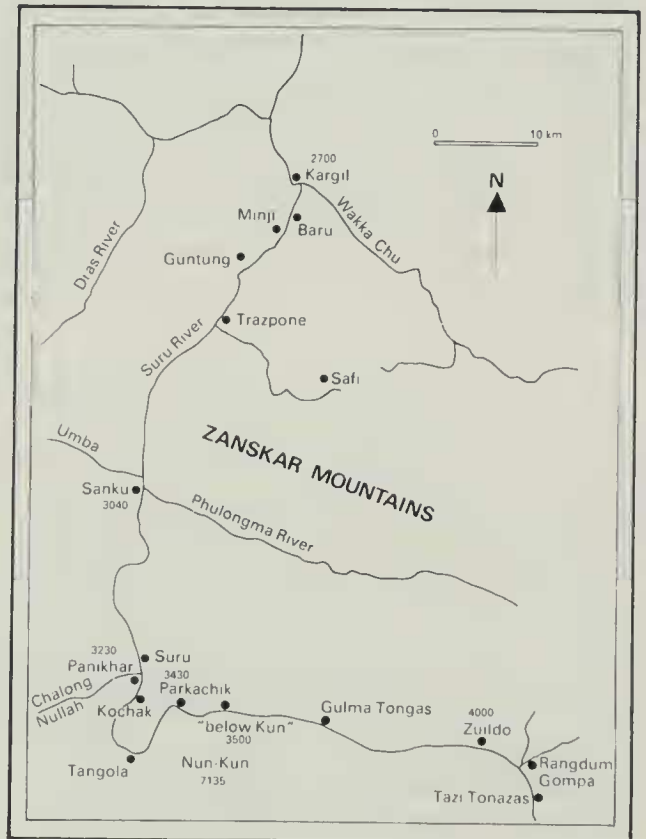 0 10 km
N
2700
Kargil
Wakka Chu
Minji
Baru
Guntung
Dras River
Trazpone
Suru River
Safi
ZANSKAR MOUNTAINS
Umba
Sanku
3040
Phulongma River
Suru
3230
Panikhar
3430
Parkachik
Chalong
Nullah
Kochak
"below Kun"
3500
Gulma Tongas
4000
Zuildo
Tangola
Nun-Kun
7135
Rangdum
Gompa
Tazi Tonazas